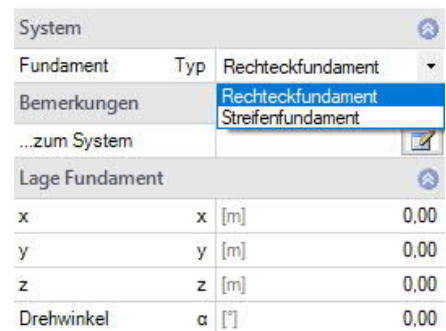 System
Fundament Typ Rechteckfundament
Rechteckfundament
Bemerkungen
Streifenfundament
...zum System
Lage Fundament
x x [m] 0,00
y y [m] 0,00
z z [m] 0,00
Drehwinkel α [°] 0,00